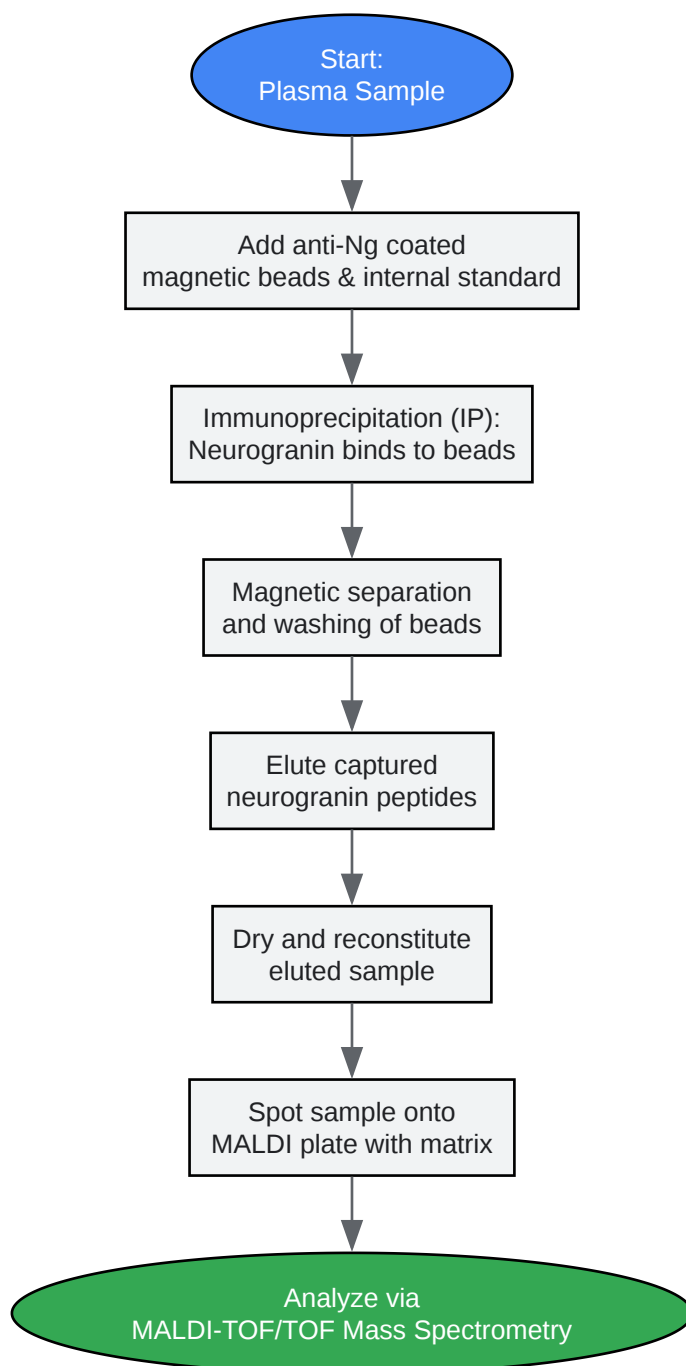 Start:
Plasma Sample
Add anti-Ng coated
magnetic beads & internal standard
Immunoprecipitation (IP):
Neurogranin binds to beads
Magnetic separation
and washing of beads
Elute captured
neurogranin peptides
Dry and reconstitute
eluted sample
Spot sample onto
MALDI plate with matrix
Analyze via
MALDI-TOF/TOF Mass Spectrometry